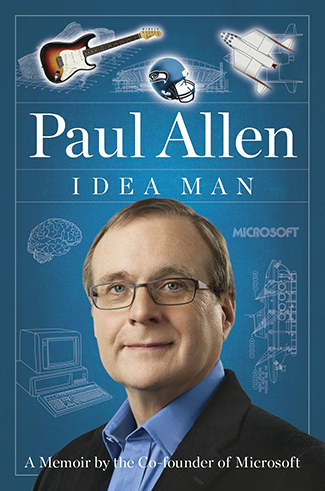 Paul Allen
IDEA MAN
MICROSOFT
A Memoir by the Co-founder of Microsoft